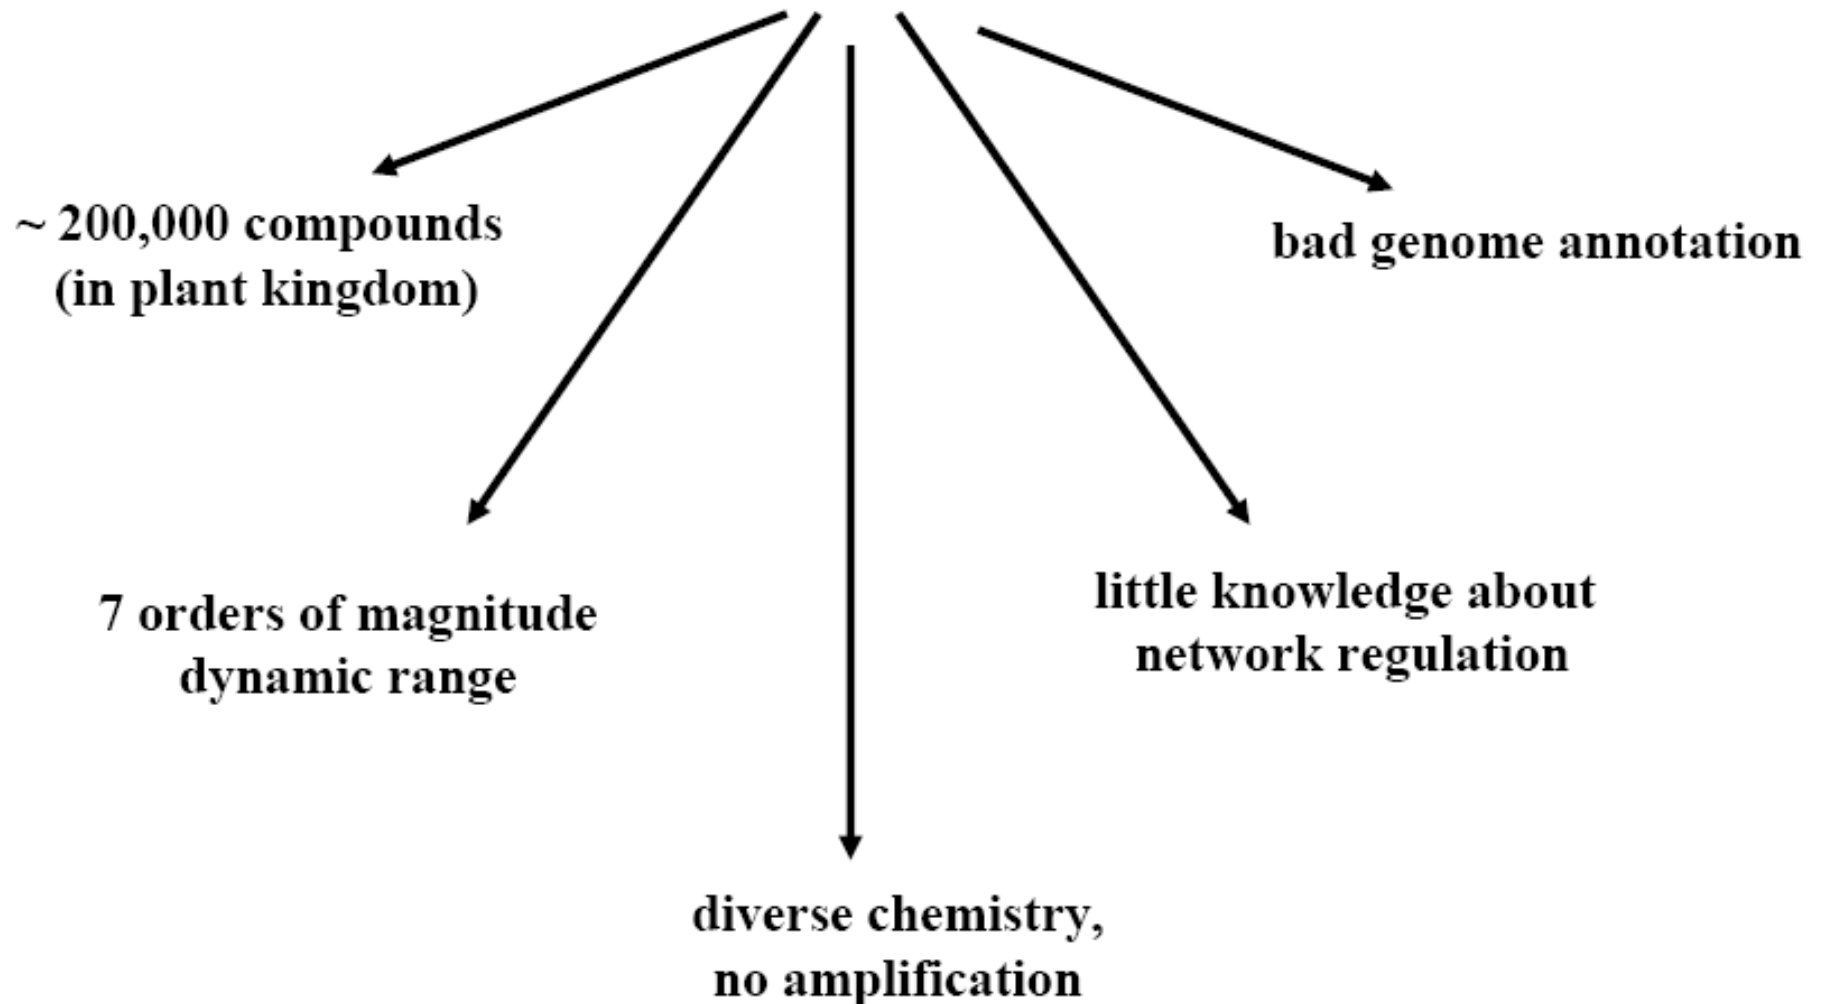 ~ 200,000 compounds
(in plant kingdom)
bad genome annotation
7 orders of magnitude
dynamic range
little knowledge about
network regulation
diverse chemistry,
no amplification